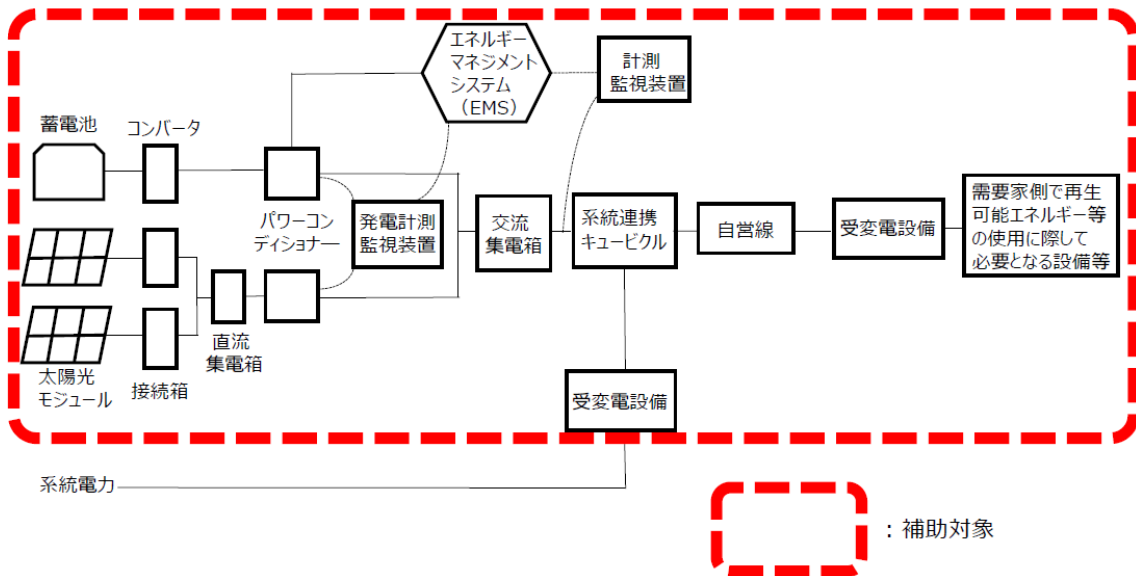 エネルギー
マネジメント
システム
（EMS）
計測
監視装置
蓄電池
コンバータ
パワーコン
ディショナー
発電計測
監視装置
交流
集電箱
系統連携
キュービクル
自営線
受変電設備
需要家側で再生
可能エネルギー等
の使用に際して
必要となる設備等
直流
集電箱
太陽光
モジュール
接続箱
受変電設備
系統電力
：補助対象